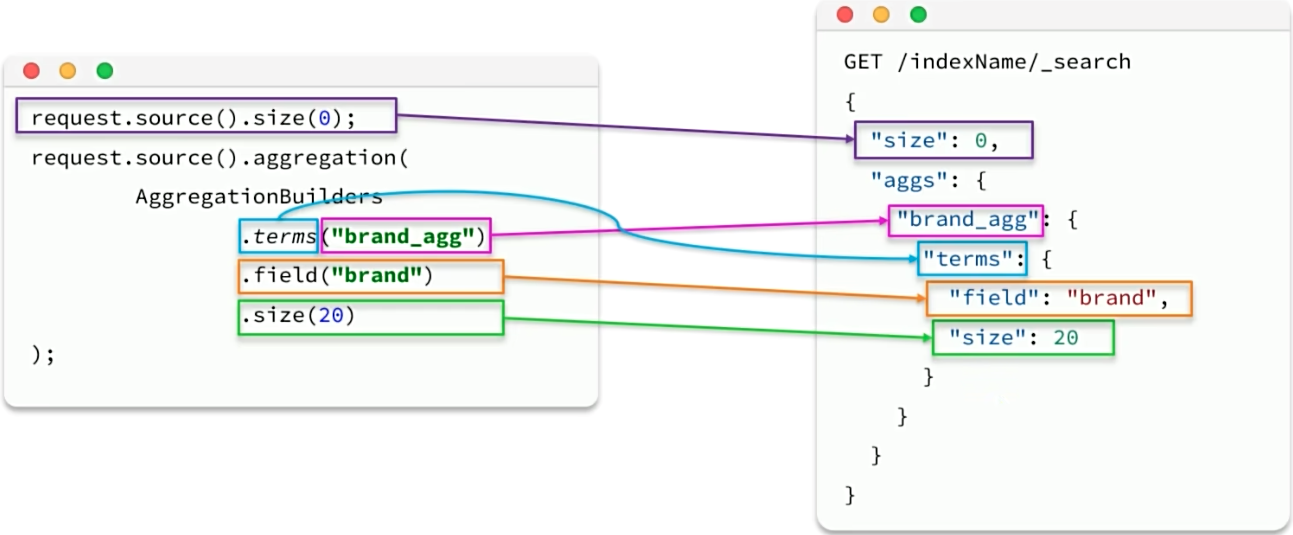 request.source().size(0);
request.source().aggregation(
AggregationBuilders
.terms("brand_agg")
.field("brand")
.size(20)
);
GET /indexName/_search
{
"size": 0,
"aggs": {
"brand_agg": {
"terms": {
"field": "brand",
"size": 20
}
}
}
}